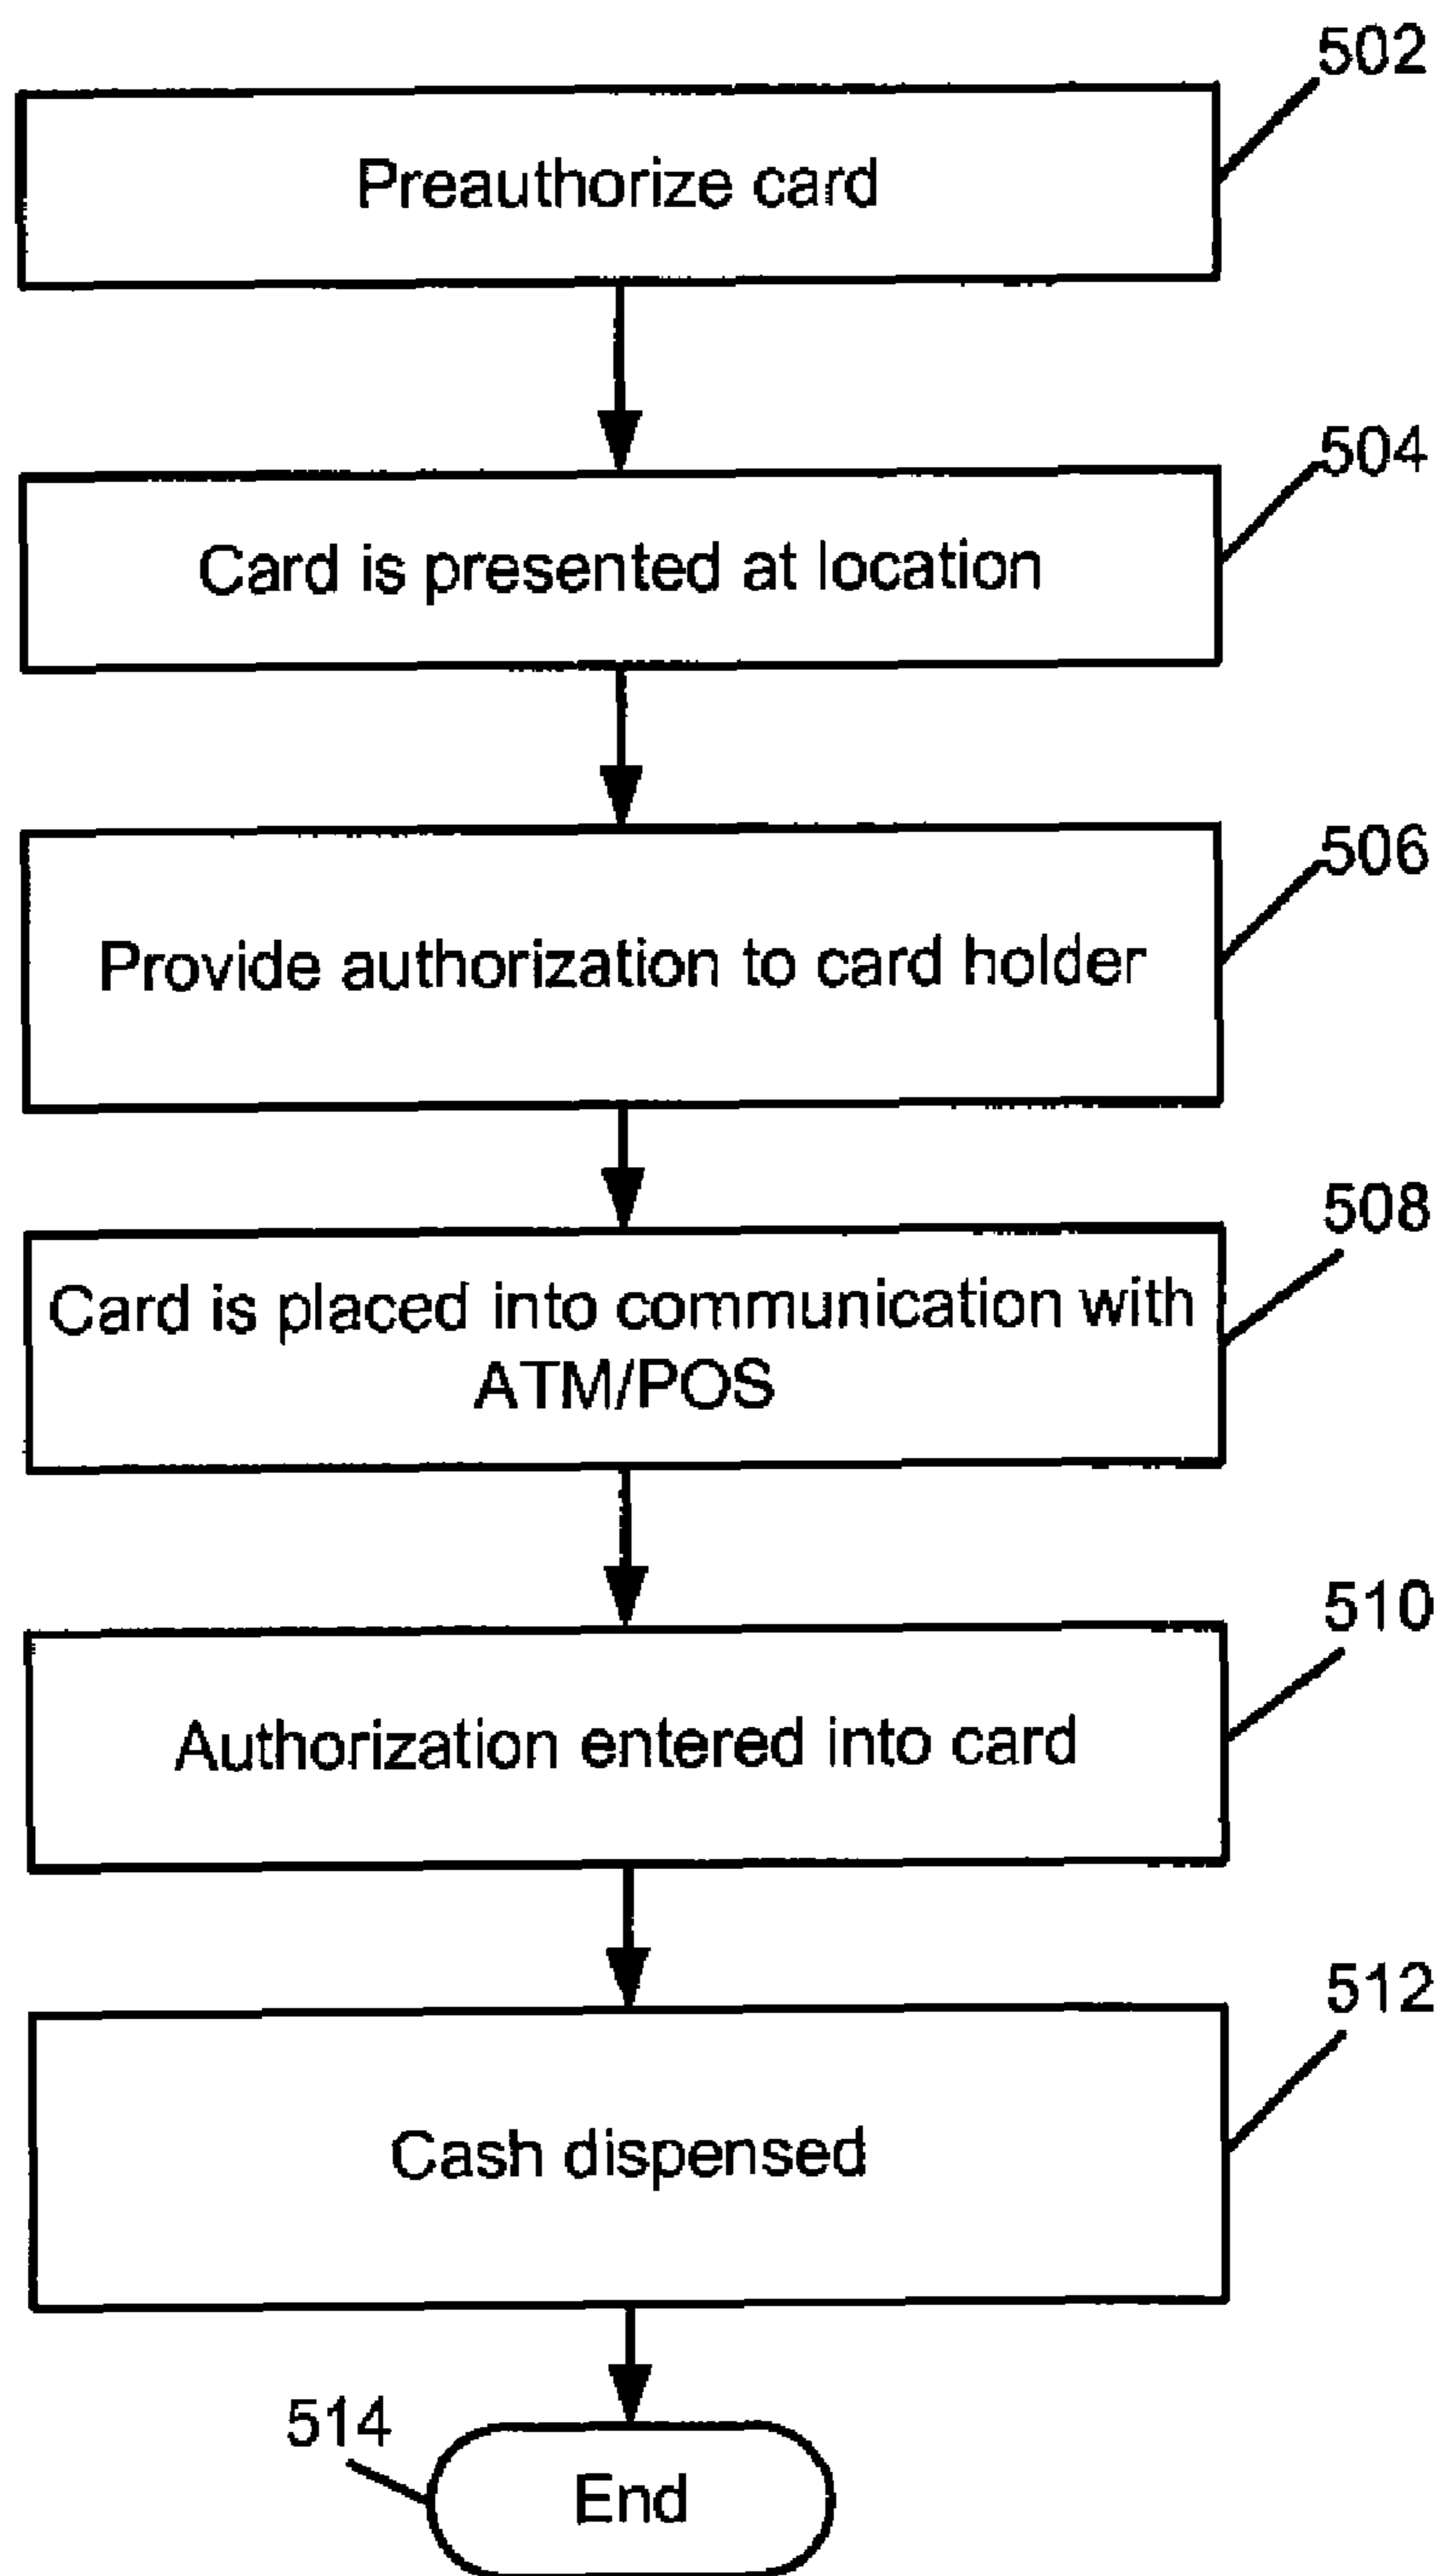 502
Preauthorize card
504
Card is presented at location
506
Provide authorization to card holder
508
Card is placed into communication with
ATM/POS
510
Authorization entered into card
512
Cash dispensed
514
End